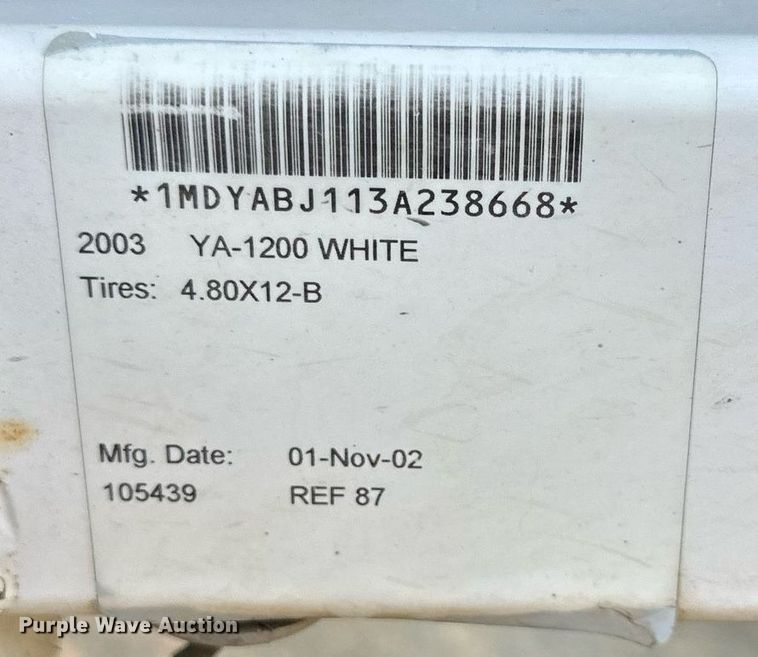 *1MDYABJ113A238668*
2003 YA-1200 WHITE
Tires: 4.80X12-B
Mfg. Date: 01-Nov-02
105439 REF 87
Purple Wave Auction